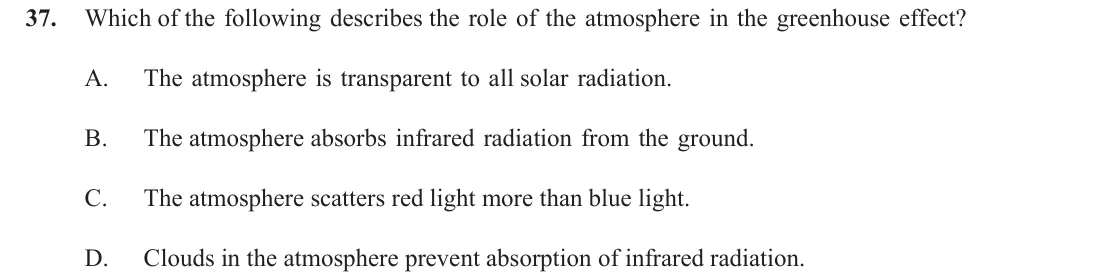 37. Which of the following describes the role of the atmosphere in the greenhouse effect?
A. The atmosphere is transparent to all solar radiation.
B. The atmosphere absorbs infrared radiation from the ground.
C. The atmosphere scatters red light more than blue light.
D. Clouds in the atmosphere prevent absorption of infrared radiation.